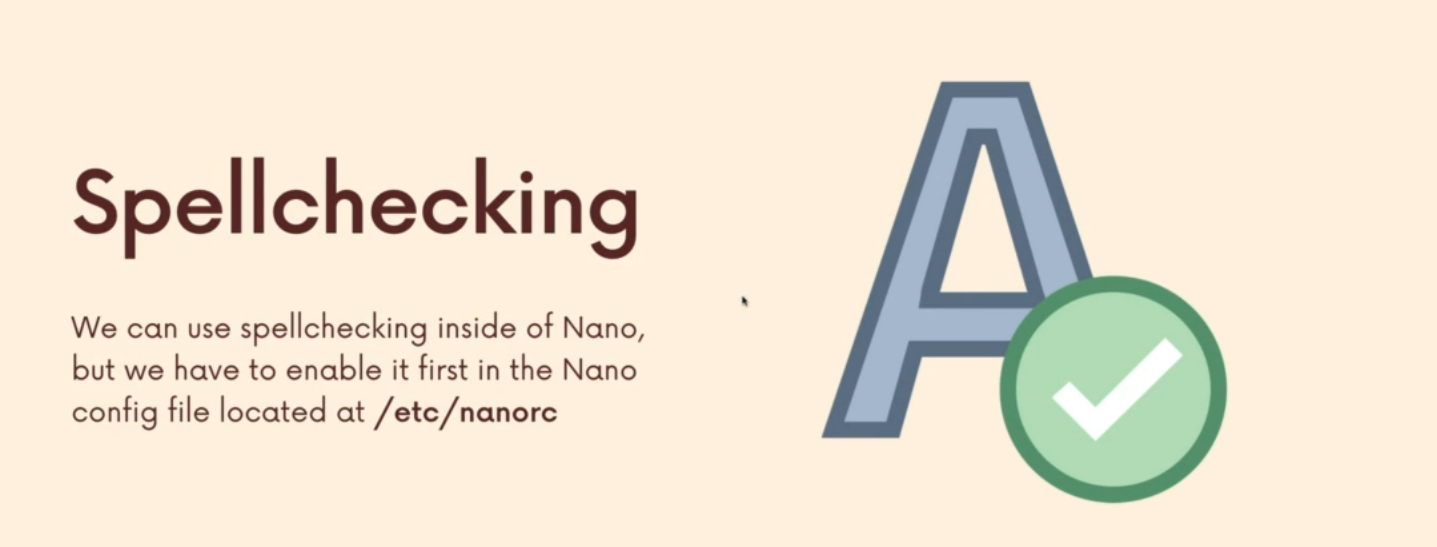 Spellchecking
We can use spellchecking inside of Nano,
but we have to enable it first in the Nano
config file located at /etc/nanorc